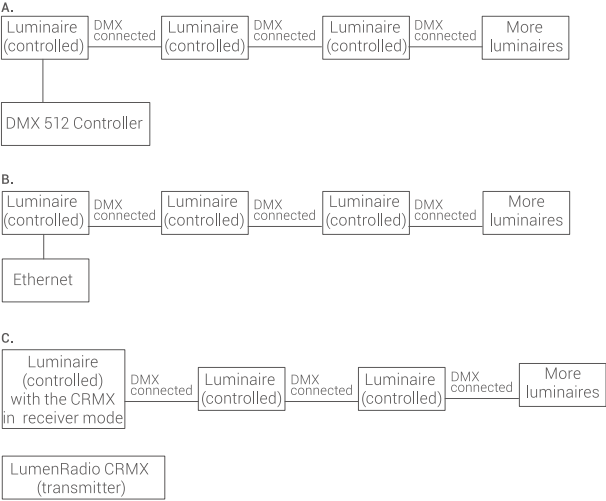 A.
Luminaire
(controlled)
DMX
connected
Luminaire
(controlled)
DMX
connected
Luminaire
(controlled)
DMX
connected
More
luminaires
DMX 512 Controller
B.
Luminaire
(controlled)
DMX
connected
Luminaire
(controlled)
DMX
connected
Luminaire
(controlled)
DMX
connected
More
luminaires
Ethernet
C.
Luminaire
(controlled)
with the CRMX
in receiver mode
DMX
connected
Luminaire
(controlled)
DMX
connected
Luminaire
(controlled)
DMX
connected
More
luminaires
LumenRadio CRMX
(transmitter)